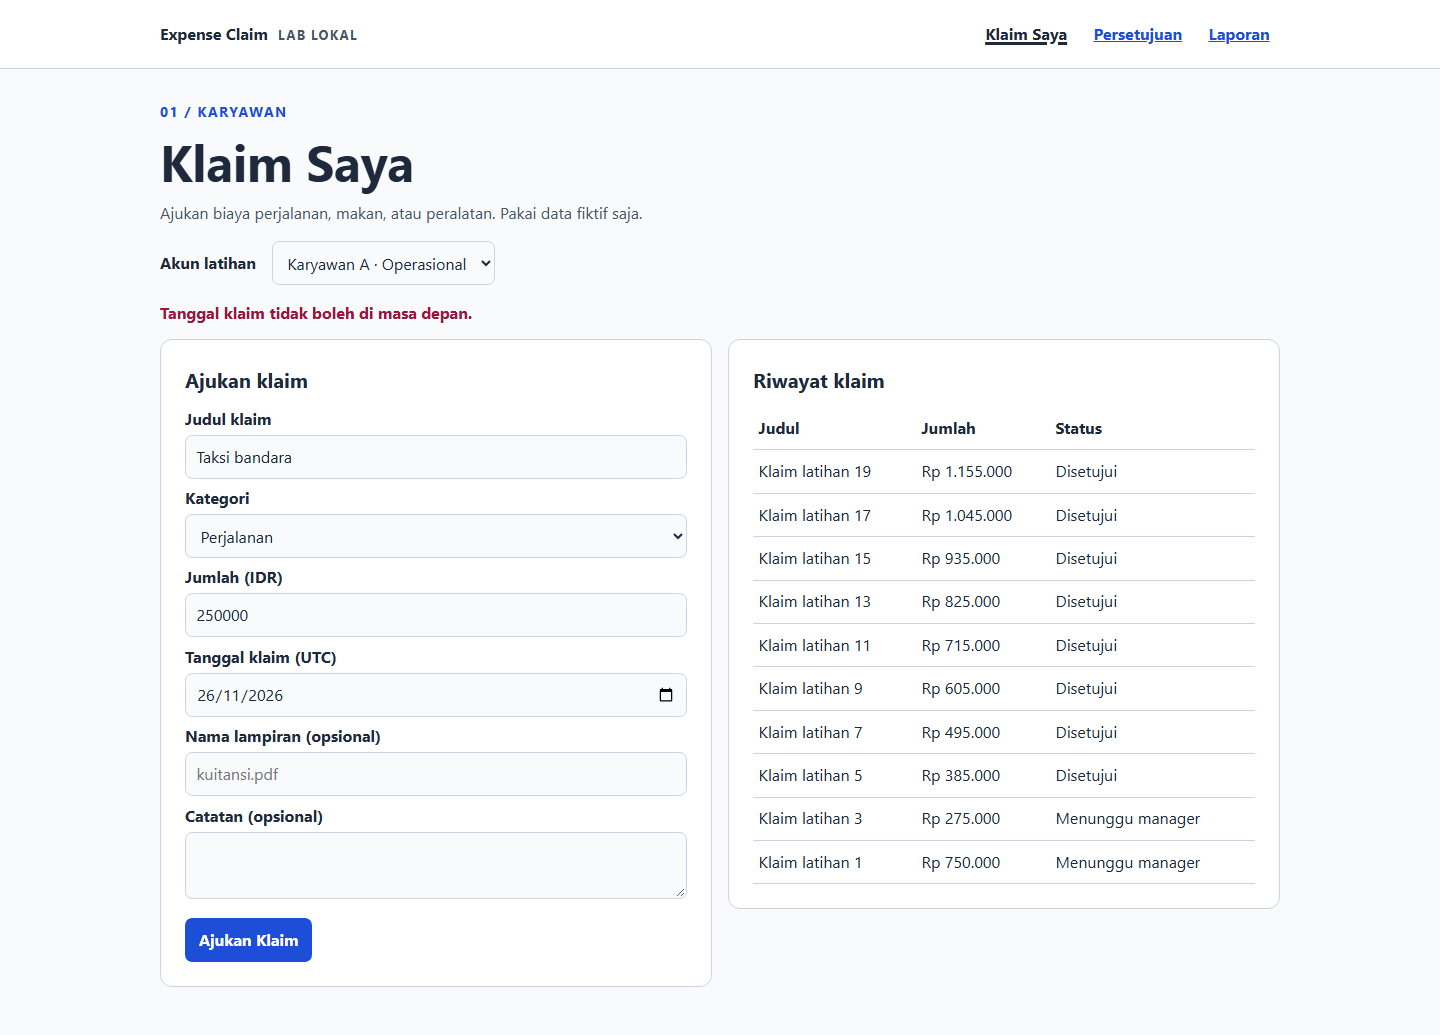 Expense Claim LAB LOKAL
Klaim Saya Persetujuan Laporan
01 / KARYAWAN
Klaim Saya
Ajukan biaya perjalanan, makan, atau peralatan. Pakai data fiktif saja.
Akun latihan Karyawan A · Operasional
Tanggal klaim tidak boleh di masa depan.
Ajukan klaim
Judul klaim
Taksi bandara
Kategori
Perjalanan
Jumlah (IDR)
250000
Tanggal klaim (UTC)
26/11/2026
Nama lampiran (opsional)
kuitansi.pdf
Catatan (opsional)
Ajukan Klaim
Riwayat klaim
Judul Jumlah Status
Klaim latihan 19 Rp 1.155.000 Disetujui
Klaim latihan 17 Rp 1.045.000 Disetujui
Klaim latihan 15 Rp 935.000 Disetujui
Klaim latihan 13 Rp 825.000 Disetujui
Klaim latihan 11 Rp 715.000 Disetujui
Klaim latihan 9 Rp 605.000 Disetujui
Klaim latihan 7 Rp 495.000 Disetujui
Klaim latihan 5 Rp 385.000 Disetujui
Klaim latihan 3 Rp 275.000 Menunggu manager
Klaim latihan 1 Rp 750.000 Menunggu manager